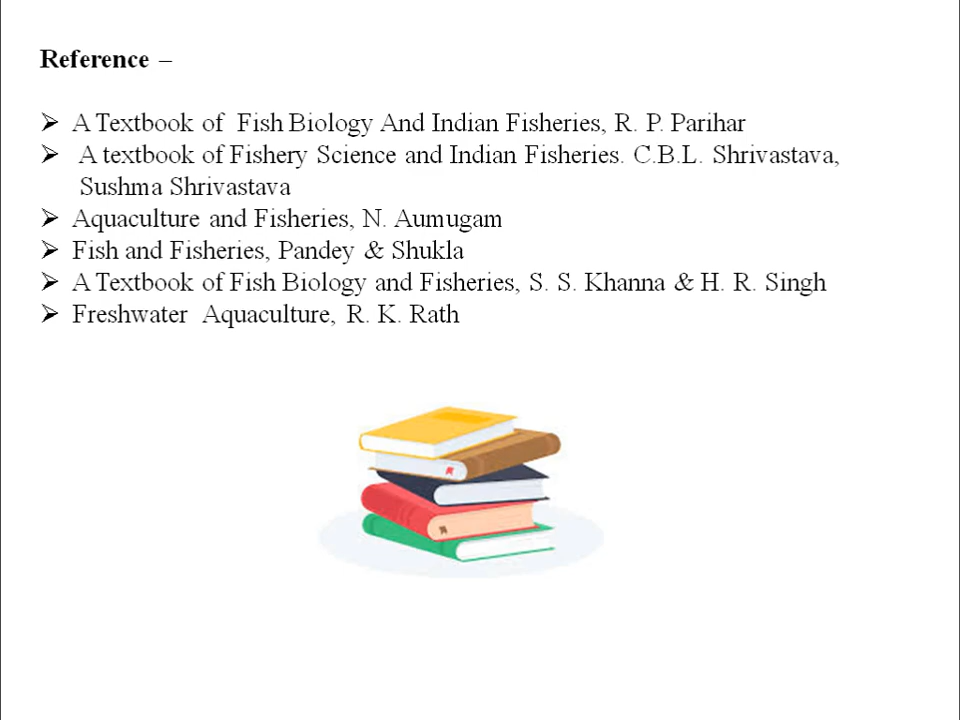 Reference –
➢ A Textbook of Fish Biology And Indian Fisheries, R. P. Parihar
➢ A textbook of Fishery Science and Indian Fisheries. C.B.L. Shrivastava,
Sushma Shrivastava
➢ Aquaculture and Fisheries, N. Aumugam
➢ Fish and Fisheries, Pandey & Shukla
➢ A Textbook of Fish Biology and Fisheries, S. S. Khanna & H. R. Singh
➢ Freshwater Aquaculture, R. K. Rath